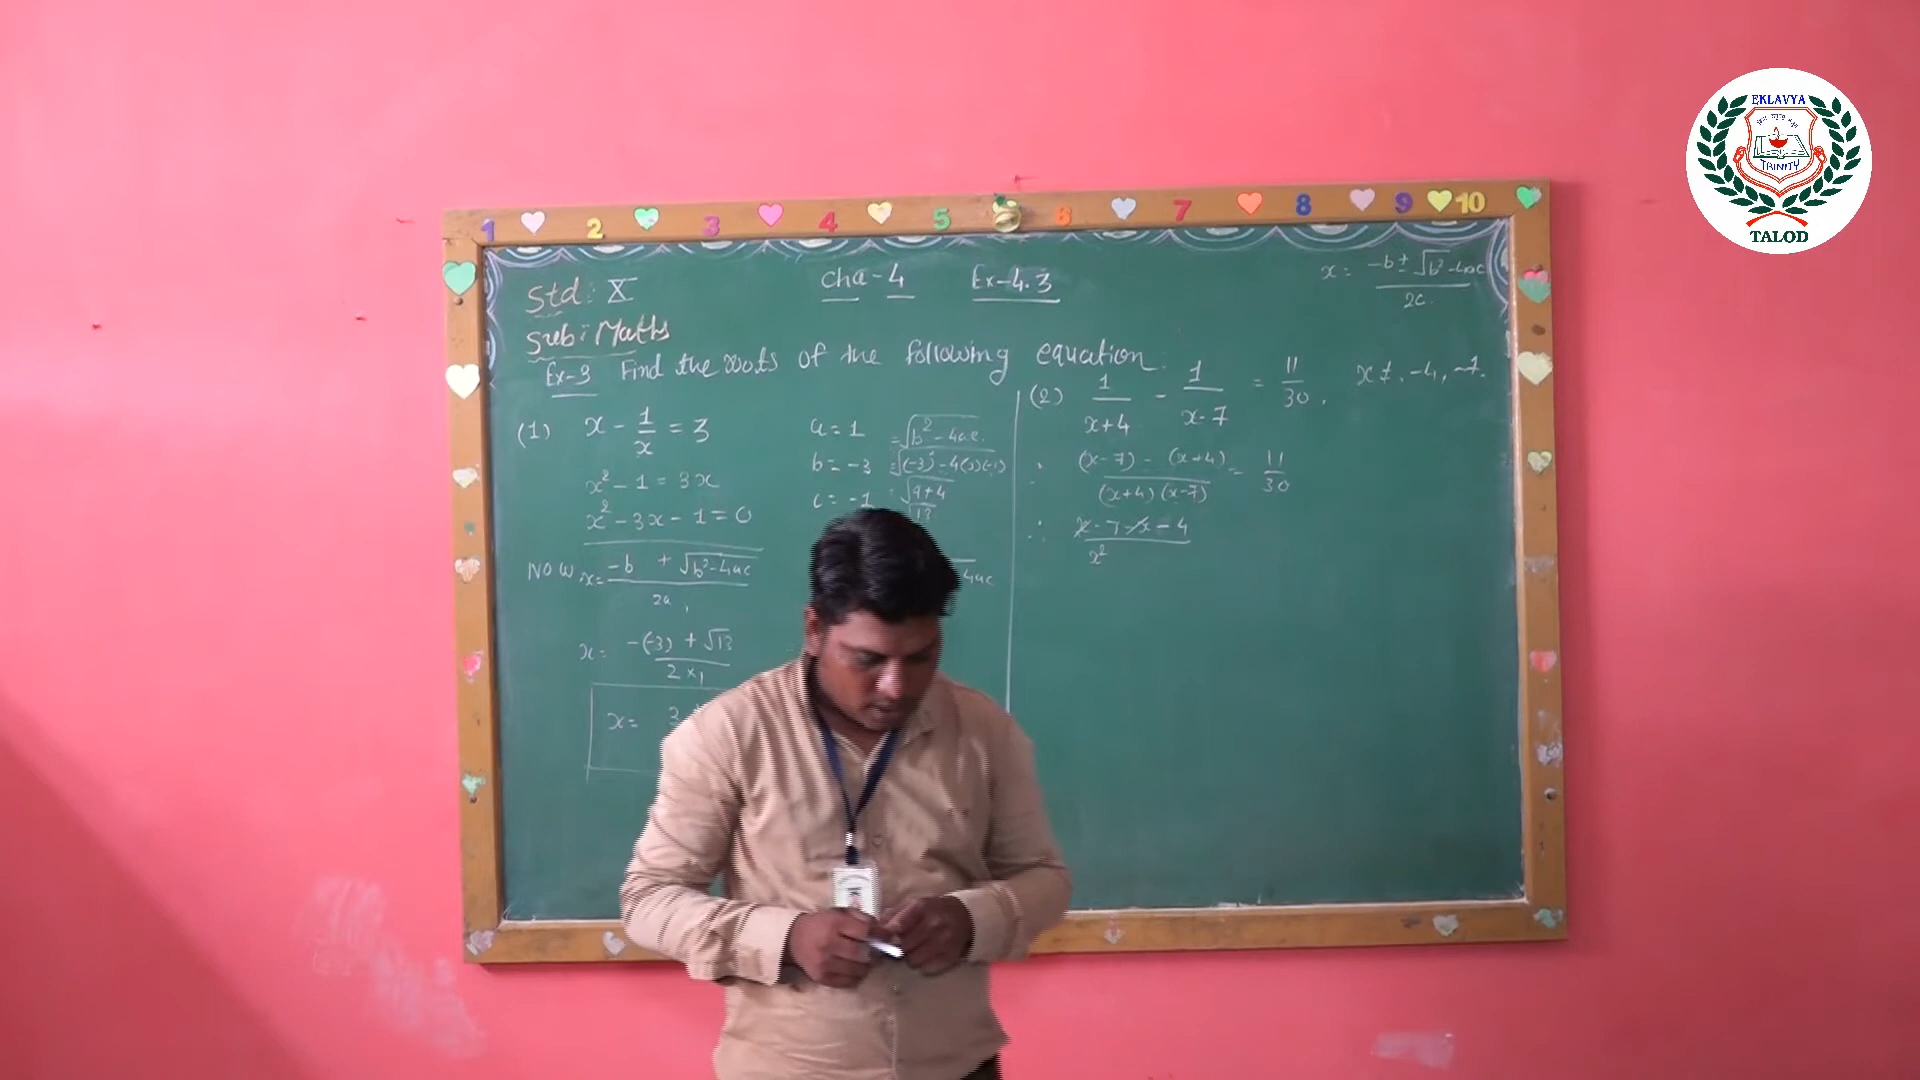 1 2 3 4 5 6 7 8 9 10
EKLAVYA
TRINITY
TALOD
Std: X
Cha-4 Ex-4.3
x = -b ± √b²-4ac / 2a
Sub: Maths
Ex-3 Find the roots of the following equation.
(1) x - 1/x = 3
x² - 1 = 3x
x² - 3x - 1 = 0
NOW x = -b + √b²-4ac / 2a
x = -(-3) + √13 / 2×1
x = 3
a = 1
b = -3
c = -1
= √b² - 4ac
= √(-3)² - 4(1)(-1)
= √9+4
√13
4ac
(2) 1/x+4 - 1/x-7 = 11/30, x ≠ -4, 7.
∴ (x-7) - (x+4) / (x+4)(x-7) = 11/30
∴ x-7-x-4 / x²